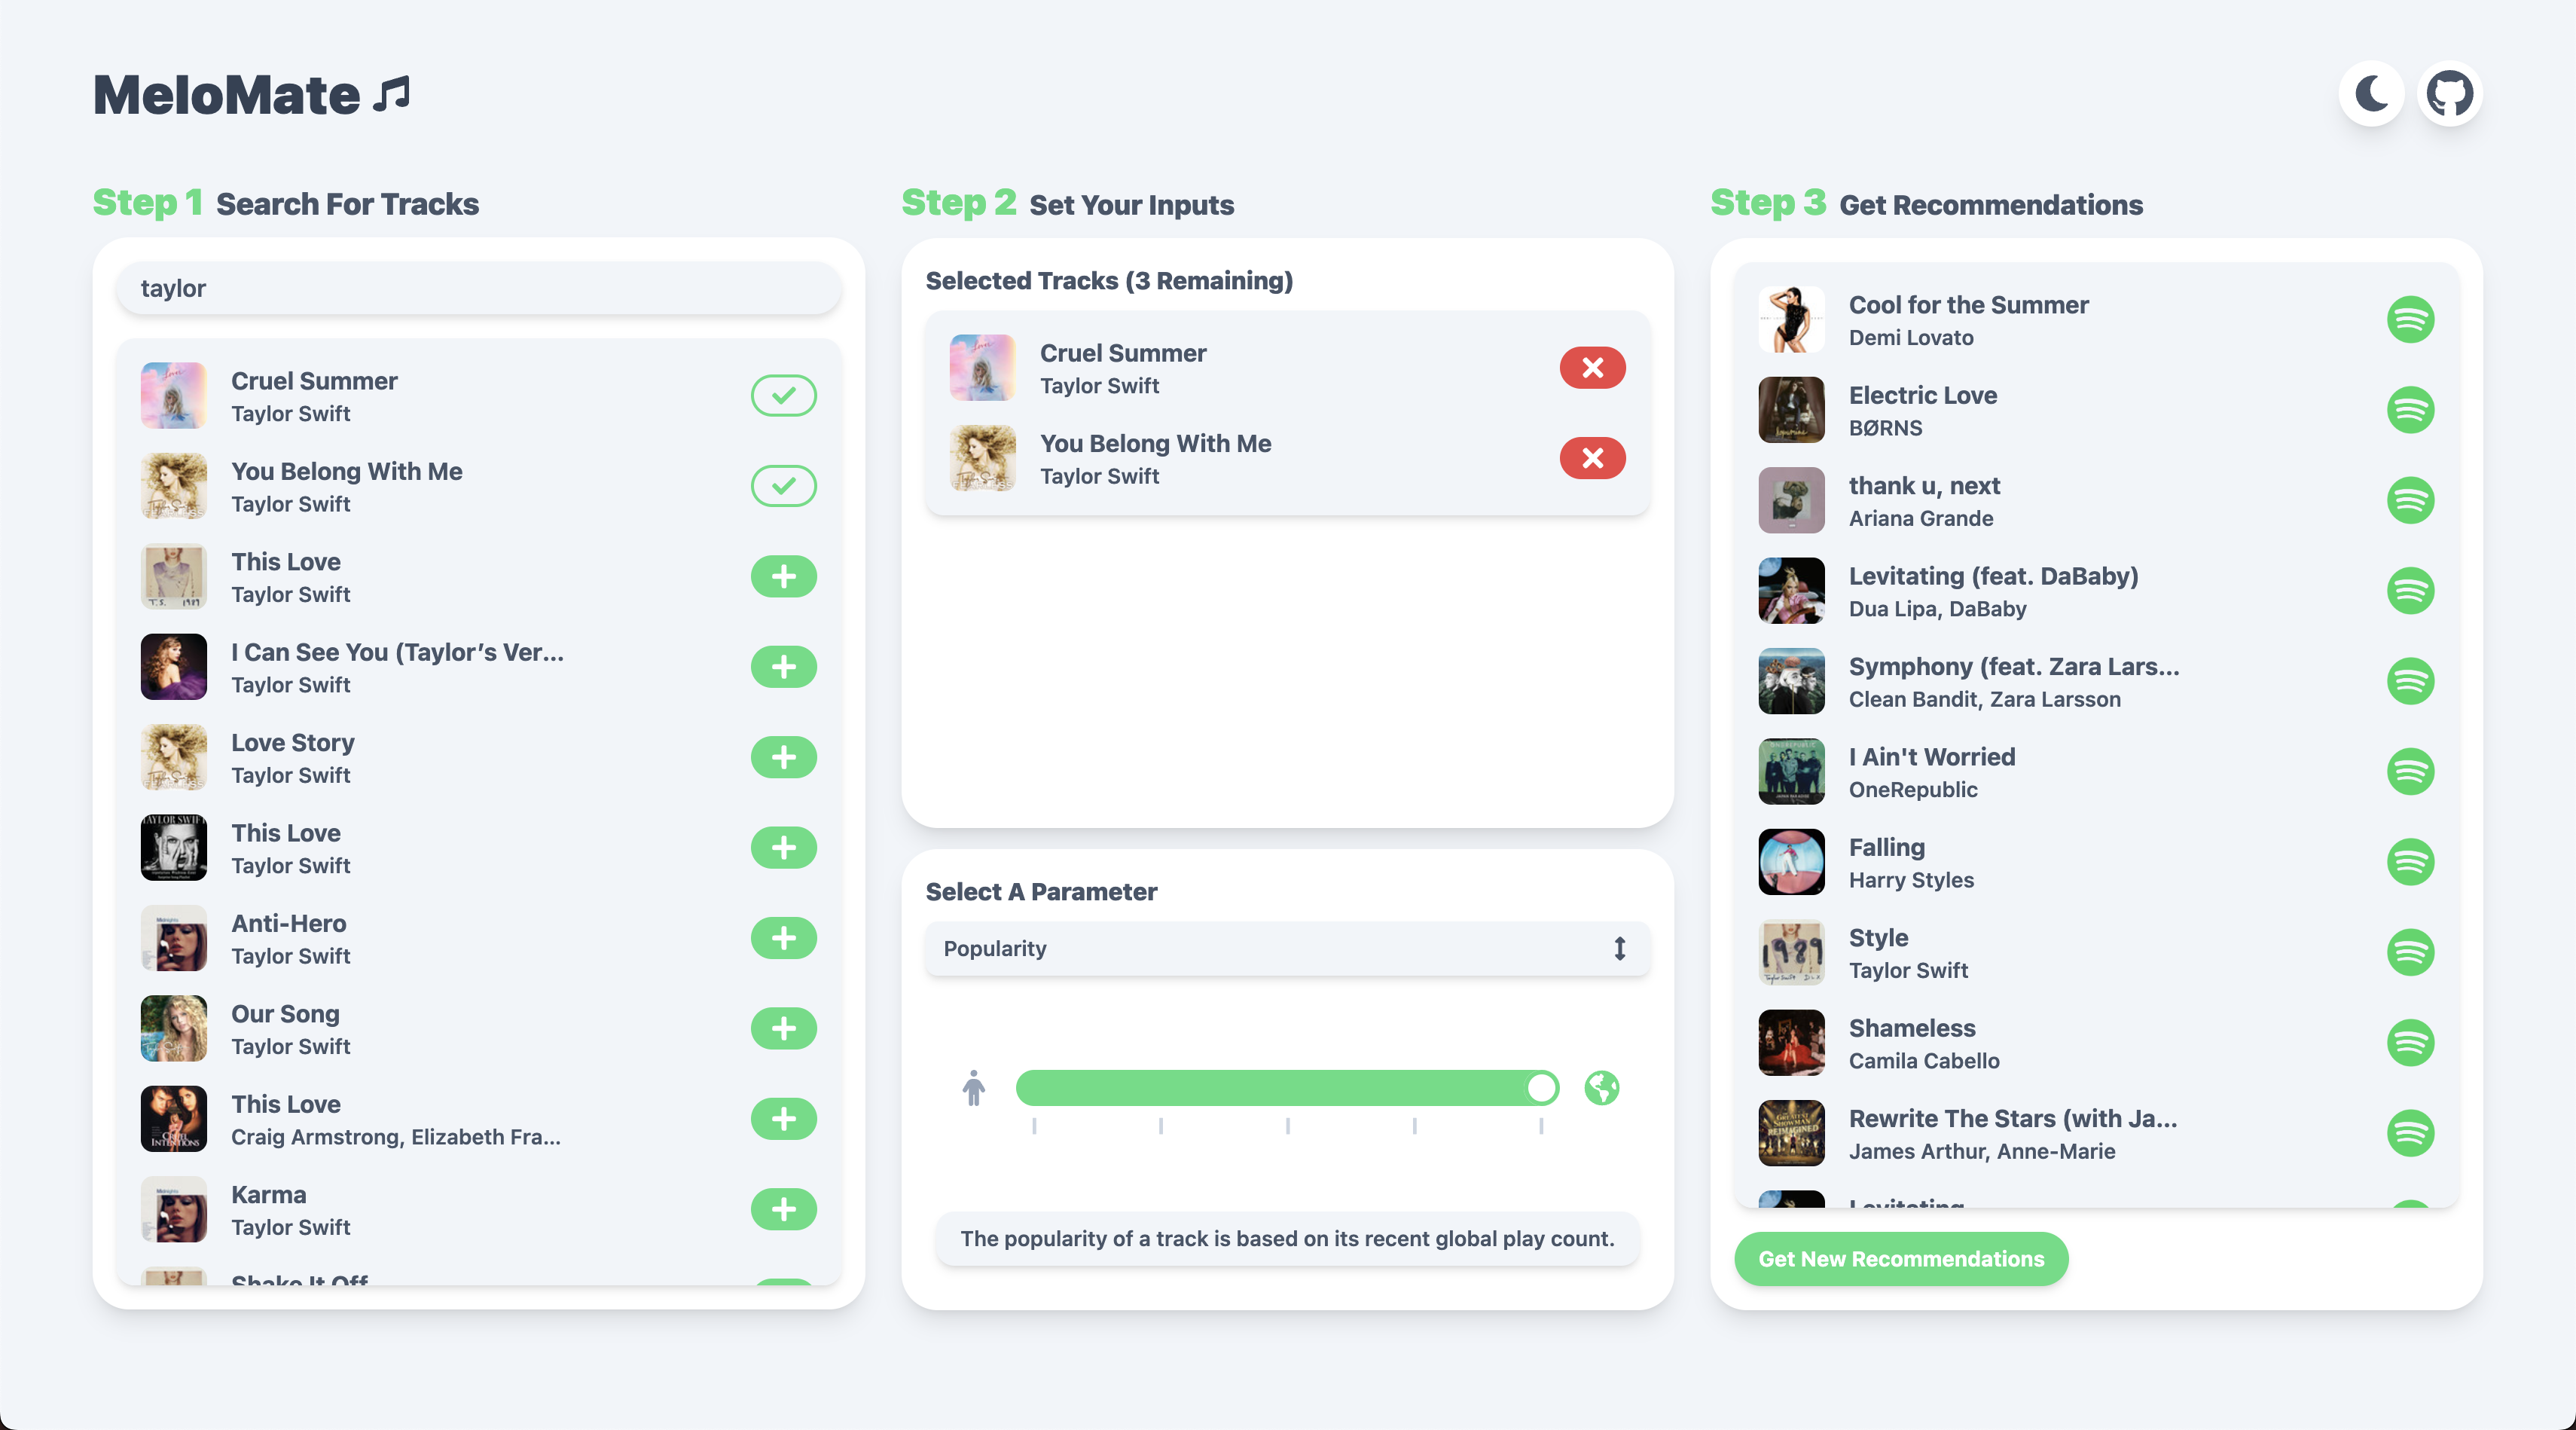 MeloMate
Step 1 Search For Tracks
taylor
Cruel Summer
Taylor Swift
You Belong With Me
Taylor Swift
This Love
Taylor Swift
I Can See You (Taylor’s Ver...
Taylor Swift
Love Story
Taylor Swift
This Love
Taylor Swift
Anti-Hero
Taylor Swift
Our Song
Taylor Swift
This Love
Craig Armstrong, Elizabeth Fra...
Karma
Taylor Swift
Shake It Off
Step 2 Set Your Inputs
Selected Tracks (3 Remaining)
Cruel Summer
Taylor Swift
You Belong With Me
Taylor Swift
Select A Parameter
Popularity
The popularity of a track is based on its recent global play count.
Step 3 Get Recommendations
Cool for the Summer
Demi Lovato
Electric Love
BØRNS
thank u, next
Ariana Grande
Levitating (feat. DaBaby)
Dua Lipa, DaBaby
Symphony (feat. Zara Lars...
Clean Bandit, Zara Larsson
I Ain't Worried
OneRepublic
Falling
Harry Styles
Style
Taylor Swift
Shameless
Camila Cabello
Rewrite The Stars (with Ja...
James Arthur, Anne-Marie
Levitating
Get New Recommendations